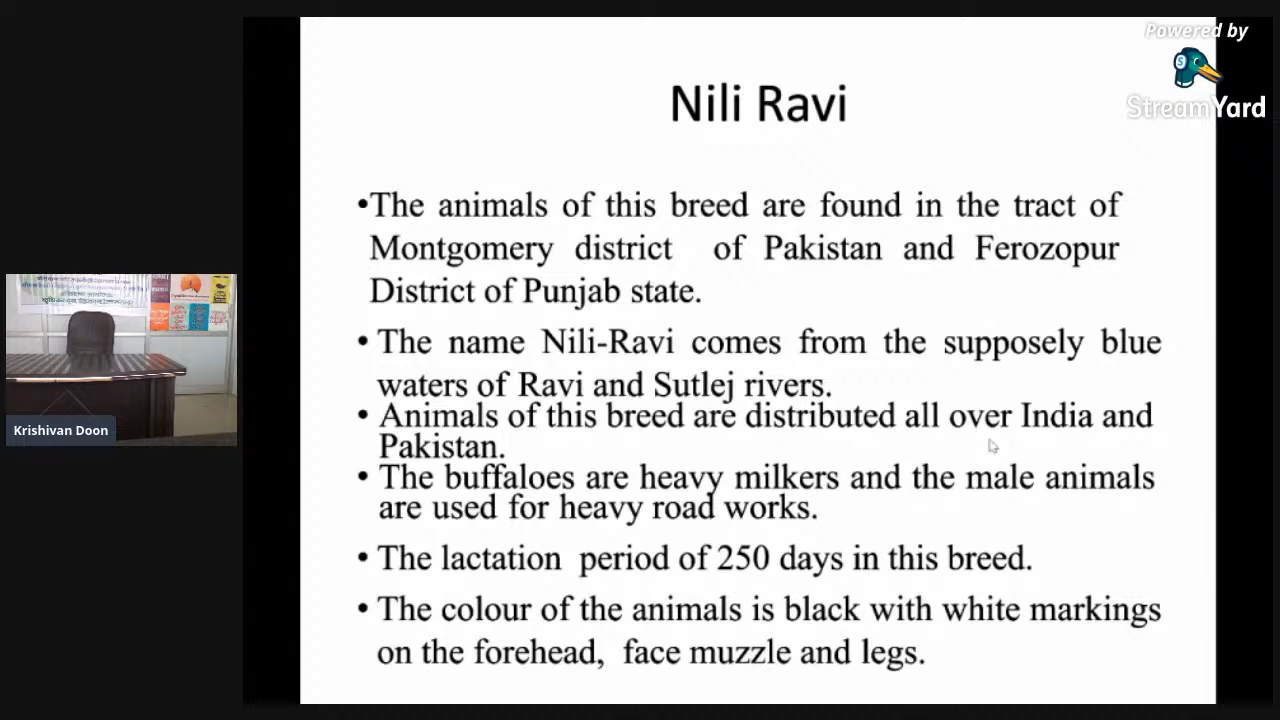 Powered by
StreamYard
Nili Ravi
•The animals of this breed are found in the tract of
Montgomery district of Pakistan and Ferozopur
District of Punjab state.
• The name Nili-Ravi comes from the supposely blue
waters of Ravi and Sutlej rivers.
• Animals of this breed are distributed all over India and
Pakistan.
• The buffaloes are heavy milkers and the male animals
are used for heavy road works.
• The lactation period of 250 days in this breed.
• The colour of the animals is black with white markings
on the forehead, face muzzle and legs.
Krishivan Doon